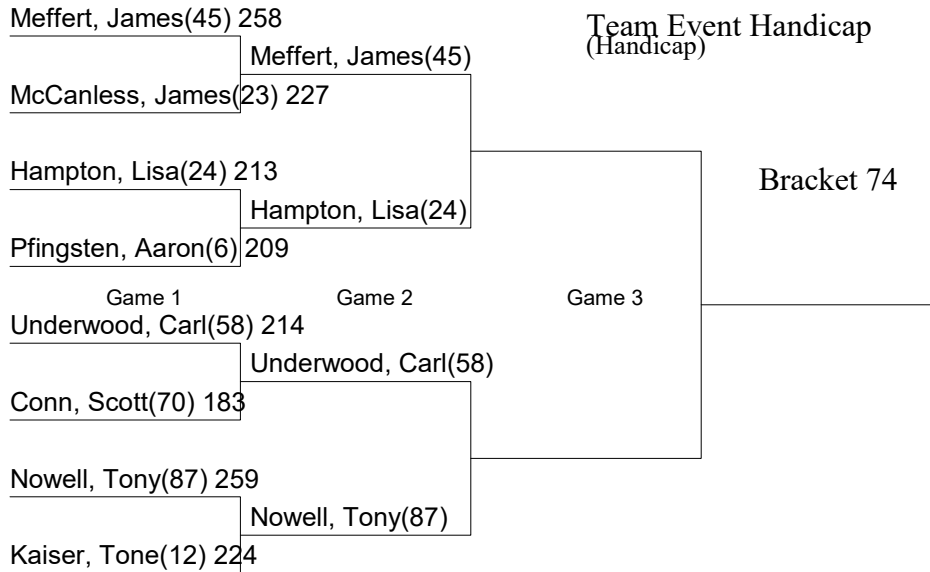 Meffert, James(45) 258
Team Event Handicap
(Handicap)
Meffert, James(45)
McCanless, James(23) 227
Hampton, Lisa(24) 213
Bracket 74
Hampton, Lisa(24)
Pfingsten, Aaron(6) 209
Game 1 Game 2 Game 3
Underwood, Carl(58) 214
Underwood, Carl(58)
Conn, Scott(70) 183
Nowell, Tony(87) 259
Nowell, Tony(87)
Kaiser, Tone(12) 224